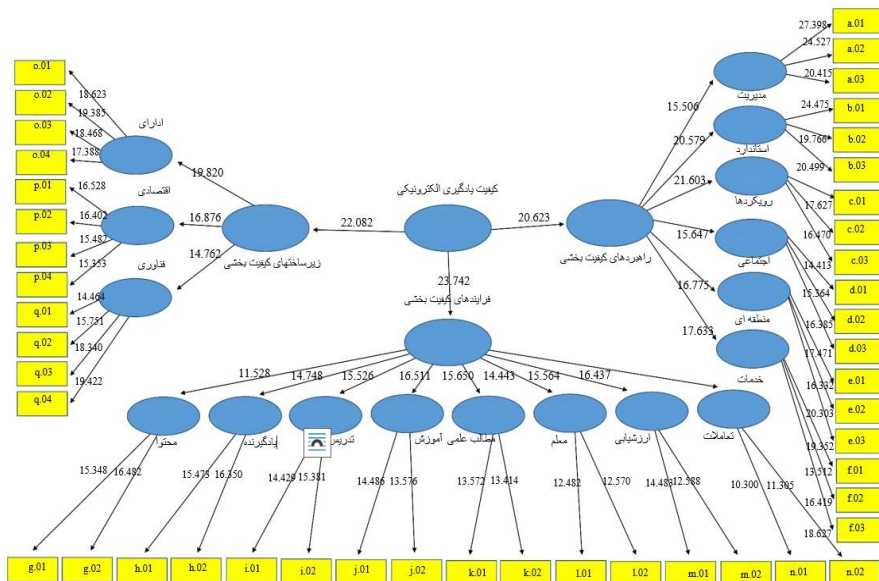 o.01
o.02
o.03
o.04
p.01
p.02
p.03
p.04
q.01
q.02
q.03
q.04
18.623
19.385
18.468
17.388
16.528
16.402
15.487
15.353
14.464
15.751
18.340
19.422
ادارای
اقتصادی
فناوری
19.820
16.876
14.762
زیرساختهای کیفیت بخشی
22.082
کیفیت یادگیری الکترونیکی
20.623
راهبردهای کیفیت بخشی
23.742
فرایندهای کیفیت بخشی
15.506
20.579
21.603
15.647
16.775
17.633
مدیریت
استاندارد
رویکردها
اجتماعی
منطقه ای
خدمات
27.398
24.527
20.415
24.475
19.766
20.499
17.627
16.470
14.413
15.364
16.385
17.471
16.332
20.303
19.352
13.512
16.419
18.627
a.01
a.02
a.03
b.01
b.02
b.03
c.01
c.02
c.03
d.01
d.02
d.03
e.01
e.02
e.03
f.01
f.02
f.03
11.528
14.748
15.526
16.511
15.650
14.443
15.564
16.437
محتوا
یادگیرنده
تدریس
آموزش
مطالب علمی
معلم
ارزشیابی
تعاملات
15.348
16.482
15.473
16.350
14.429
15.381
14.486
13.576
13.572
13.414
12.482
12.570
14.483
12.588
10.300
11.305
g.01
g.02
h.01
h.02
i.01
i.02
j.01
j.02
k.01
k.02
l.01
l.02
m.01
m.02
n.01
n.02